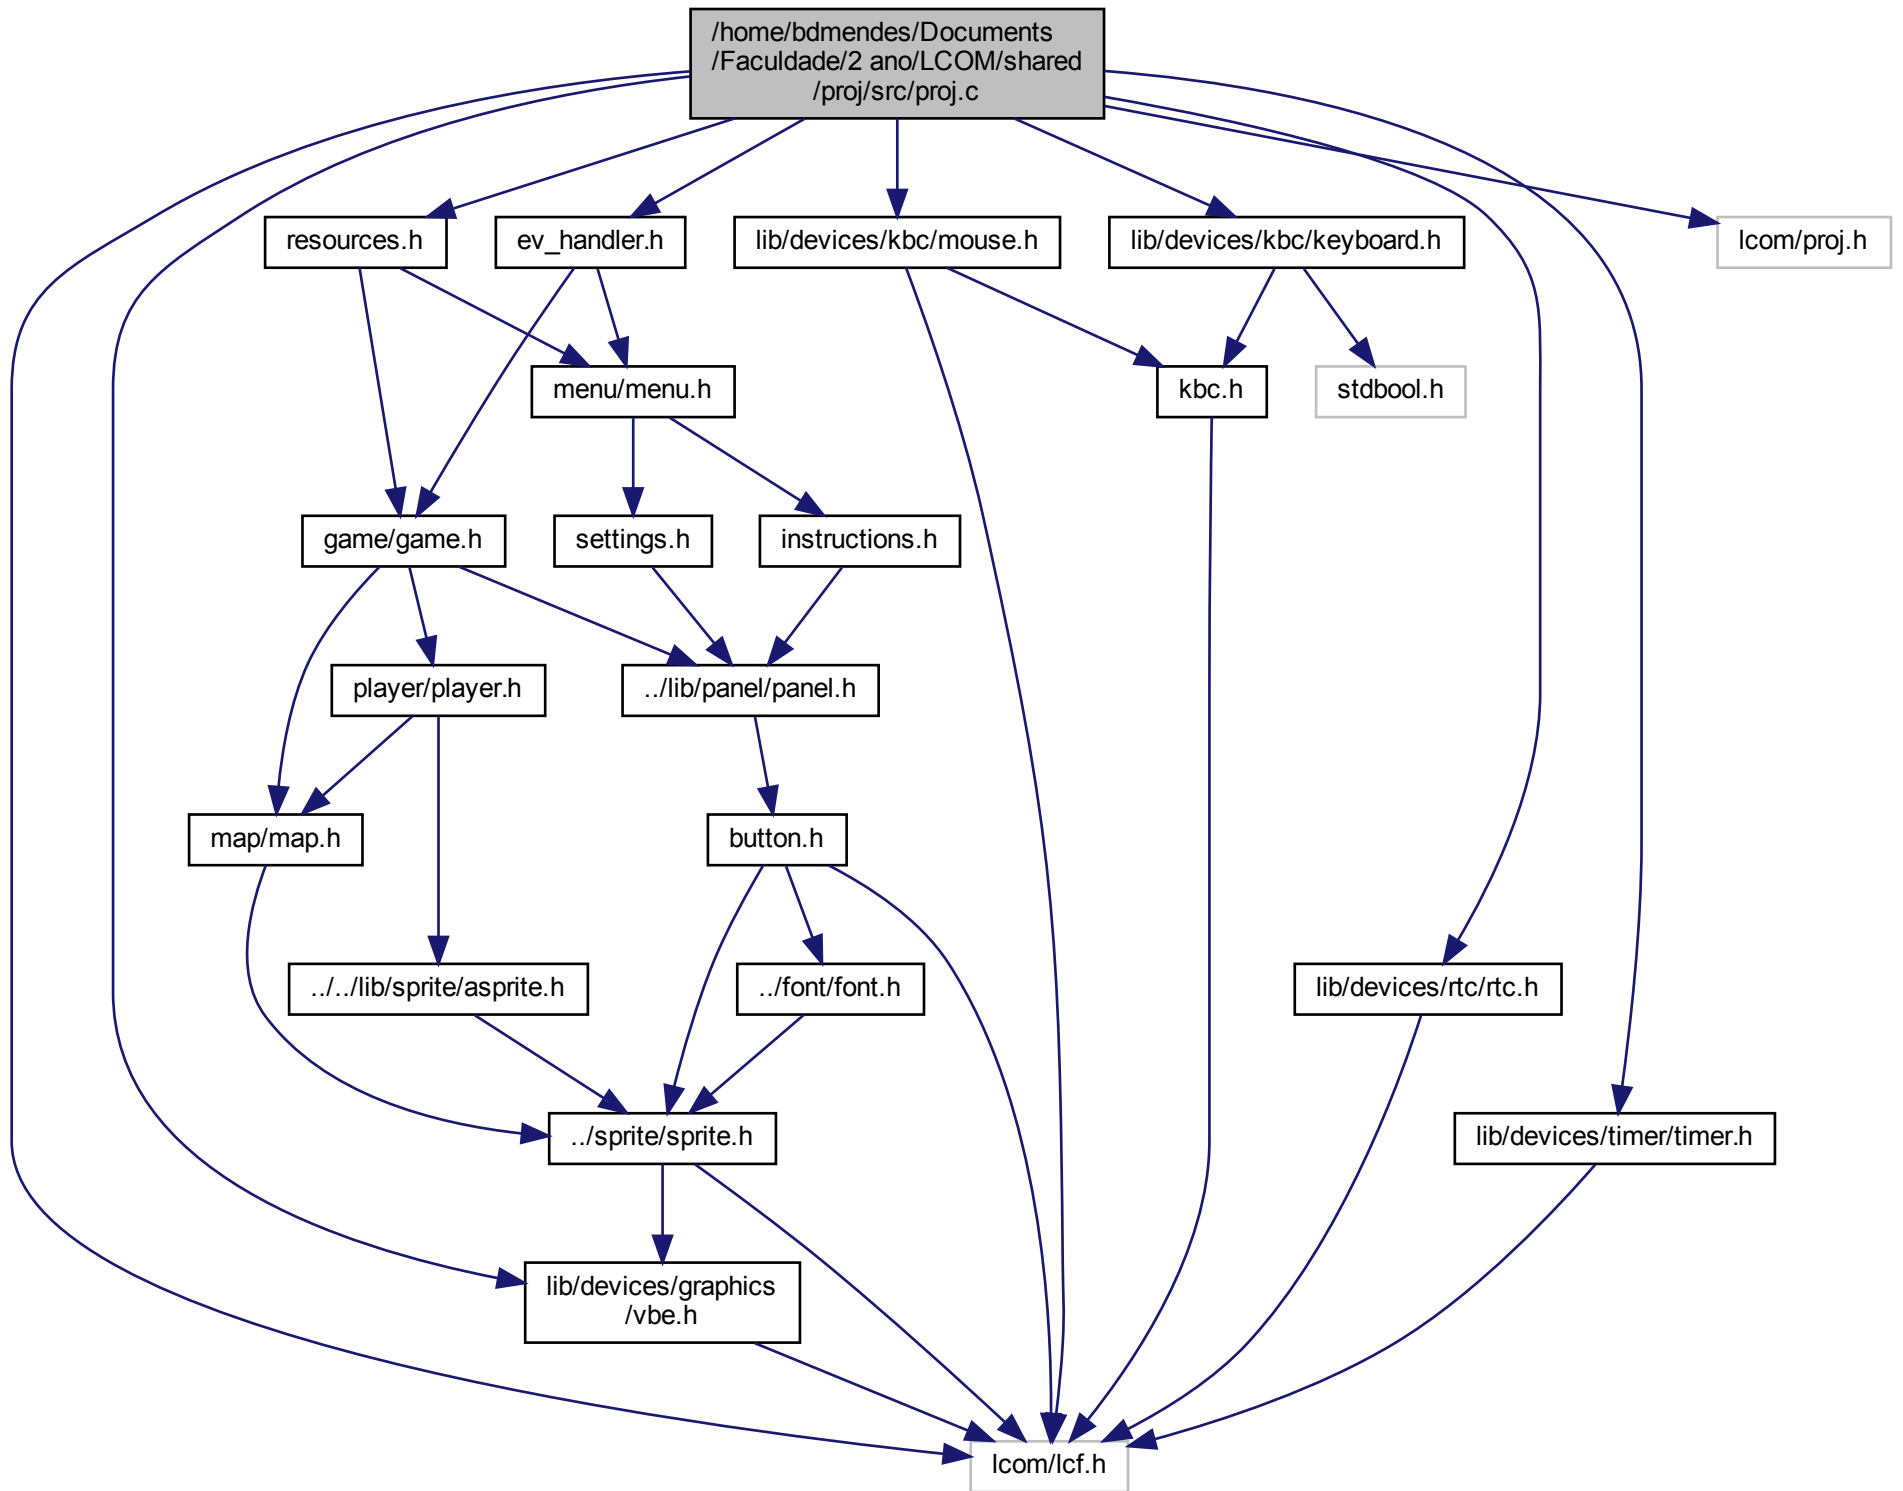 /home/bdmendes/Documents
/Faculdade/2 ano/LCOM/shared
/proj/src/proj.c
resources.h
ev_handler.h
lib/devices/kbc/mouse.h
lib/devices/kbc/keyboard.h
lcom/proj.h
menu/menu.h
kbc.h
stdbool.h
game/game.h
settings.h
instructions.h
player/player.h
../lib/panel/panel.h
map/map.h
button.h
../../lib/sprite/asprite.h
../font/font.h
lib/devices/rtc/rtc.h
../sprite/sprite.h
lib/devices/timer/timer.h
lib/devices/graphics
/vbe.h
lcom/lcf.h